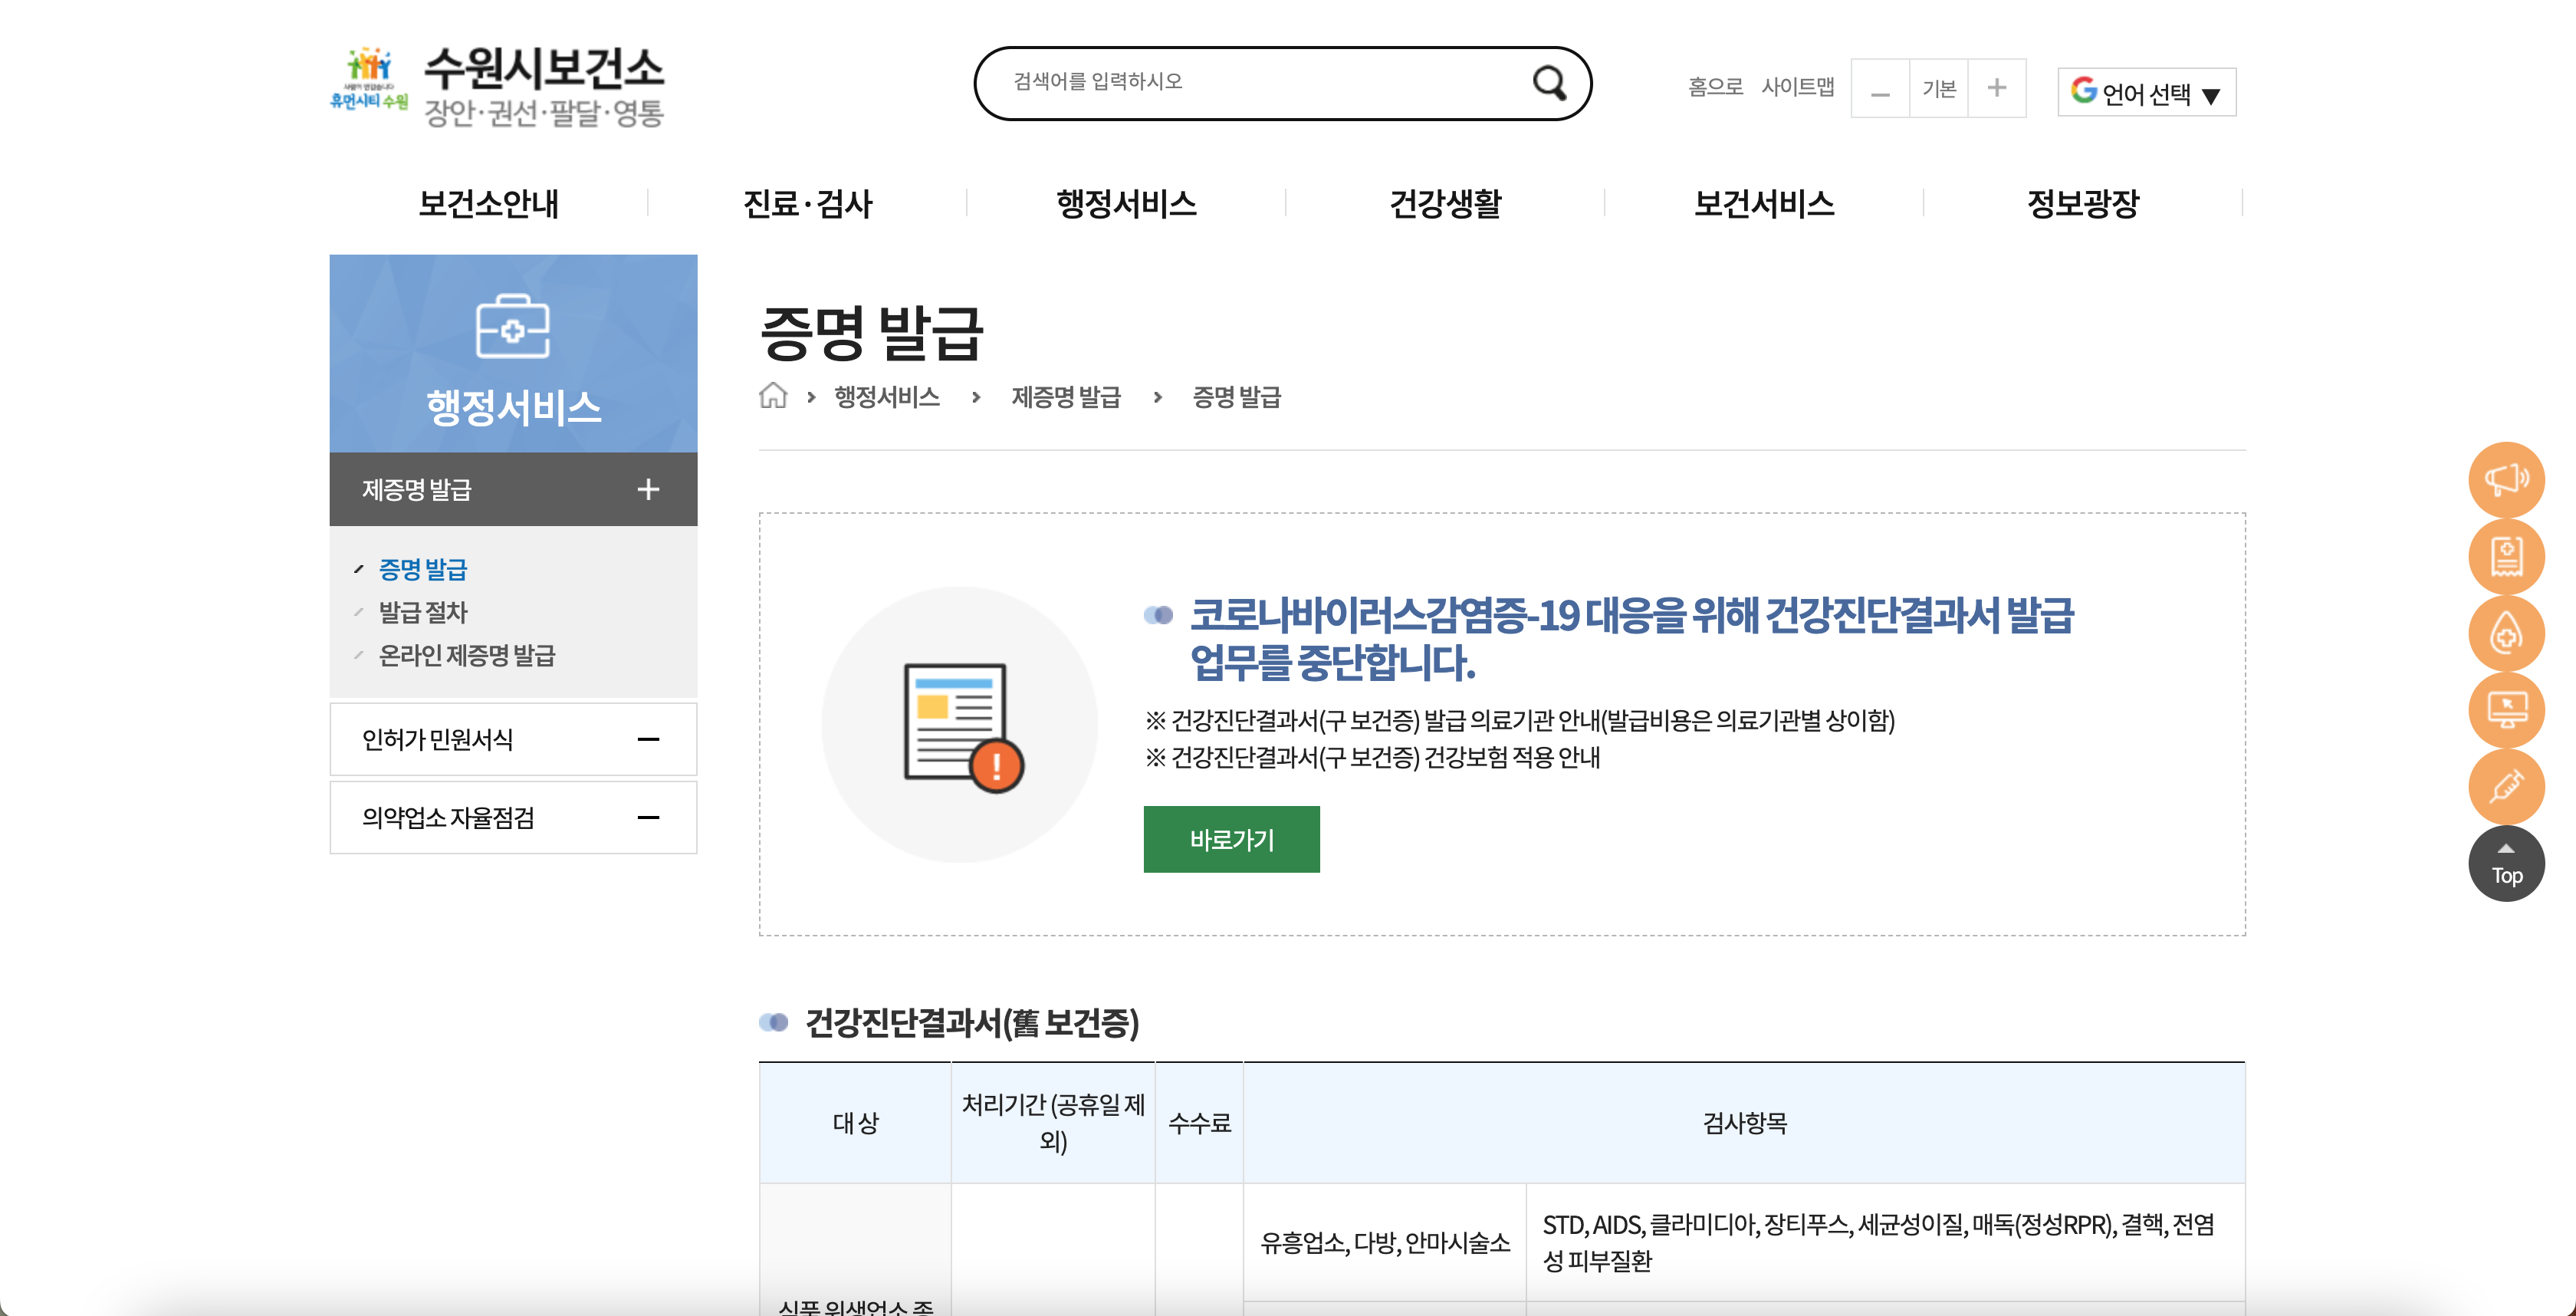 사람이 반갑습니다
휴먼시티 수원
수원시보건소
장안·권선·팔달·영통
검색어를 입력하시오
홈으로 사이트맵
기본
언어 선택 ▼
보건소안내
진료·검사
행정서비스
건강생활
보건서비스
정보광장
행정서비스
제증명 발급
증명 발급
발급 절차
온라인 제증명 발급
인허가 민원서식
의약업소 자율점검
증명 발급
행정서비스 > 제증명 발급 > 증명 발급
코로나바이러스감염증-19 대응을 위해 건강진단결과서 발급
업무를 중단합니다.
※ 건강진단결과서(구 보건증) 발급 의료기관 안내(발급비용은 의료기관별 상이함)
※ 건강진단결과서(구 보건증) 건강보험 적용 안내
바로가기
Top
건강진단결과서(舊 보건증)
대 상
처리기간 (공휴일 제
외)
수수료
검사항목
유흥업소, 다방, 안마시술소
STD, AIDS, 클라미디아, 장티푸스, 세균성이질, 매독(정성RPR), 결핵, 전염
성 피부질환
식품 위생업소 종